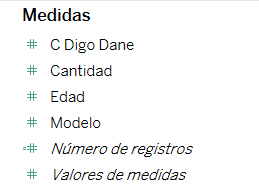 Medidas
C Digo Dane
Cantidad
Edad
Modelo
Número de registros
Valores de medidas